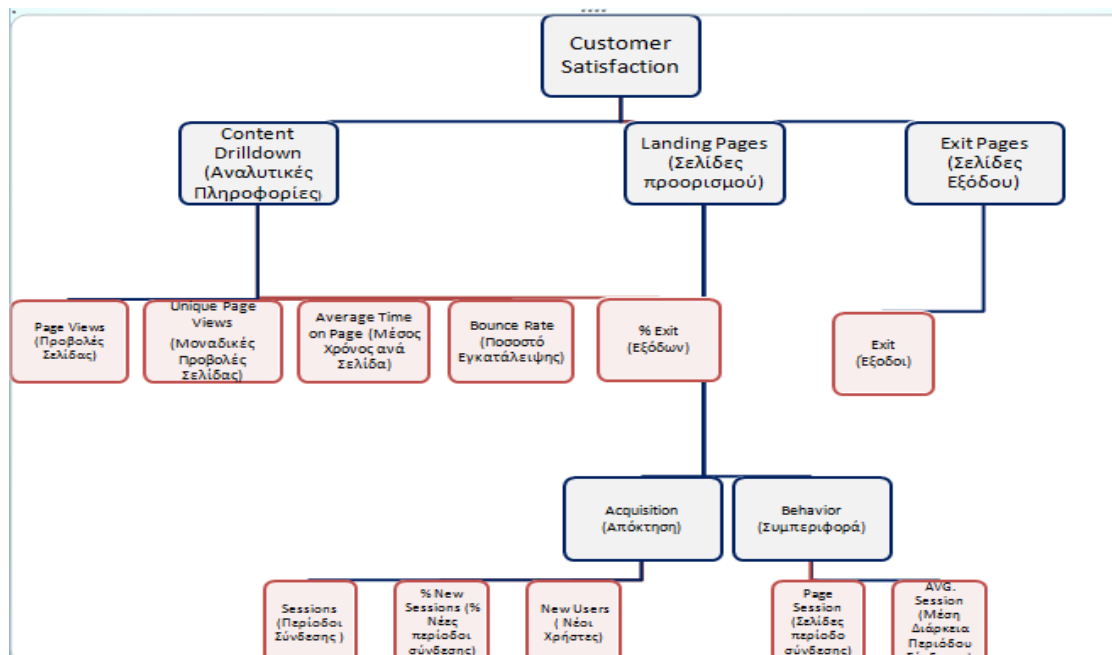 Customer
Satisfaction
Content
Drilldown
(Αναλυτικές
Πληροφορίες)
Landing Pages
(Σελίδες
προορισμού)
Exit Pages
(Σελίδες
Εξόδου)
Page Views
(Προβολές
Σελίδας)
Unique Page
Views
(Μοναδικές
Προβολές
Σελίδας)
Average Time
on Page (Μέσος
Χρόνος ανά
Σελίδα)
Bounce Rate
(Ποσοστό
Εγκατάλειψης)
% Exit
(Εξόδων)
Exit
(Εξοδοι)
Acquisition
(Απόκτηση)
Behavior
(Συμπεριφορά)
Sessions
(Περίοδοι
Σύνδεσης )
% New
Sessions (%
Νέες
περίοδοι
σύνδεσης)
New Users
( Νέοι
Χρήστες)
Page
Session
(Σελίδες
περίοδο
σύνδεσης)
AVG.
Session
(Μέση
Διάρκεια
Περιόδου